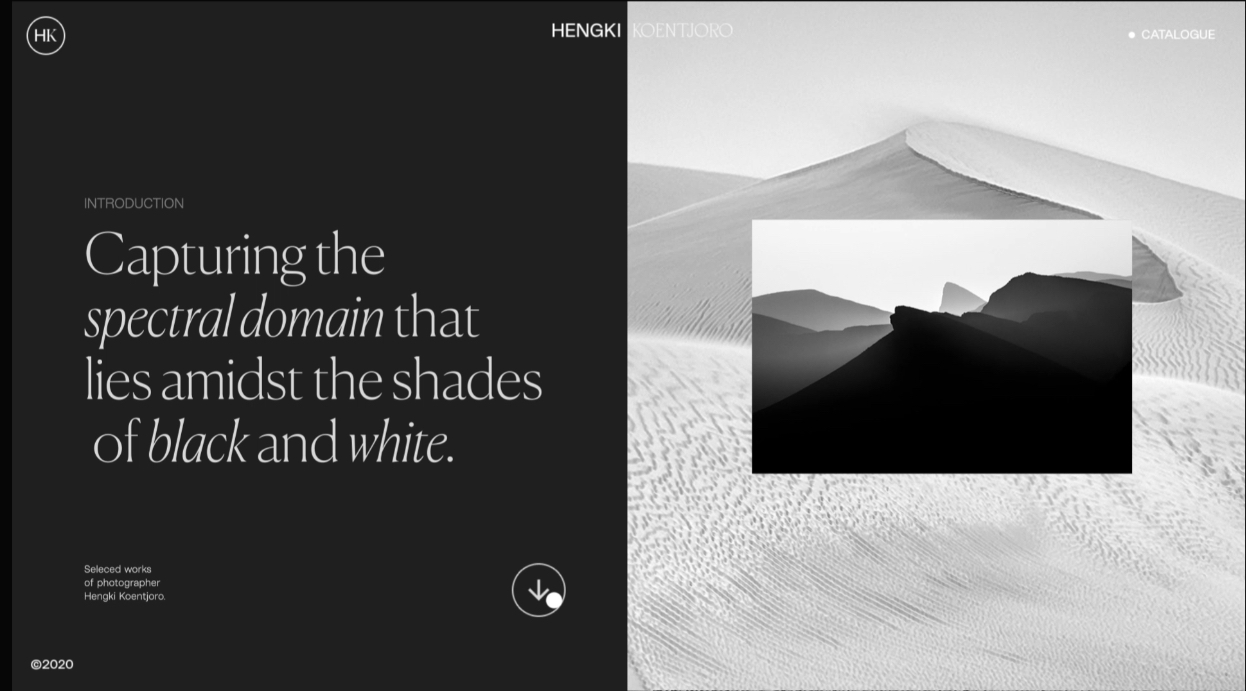 HK
HENGKI KOENTJORO
CATALOGUE
INTRODUCTION
Capturing the
spectral domain that
lies amidst the shades
of black and white.
Seleced works
of photographer
Hengki Koentjoro.
©2020